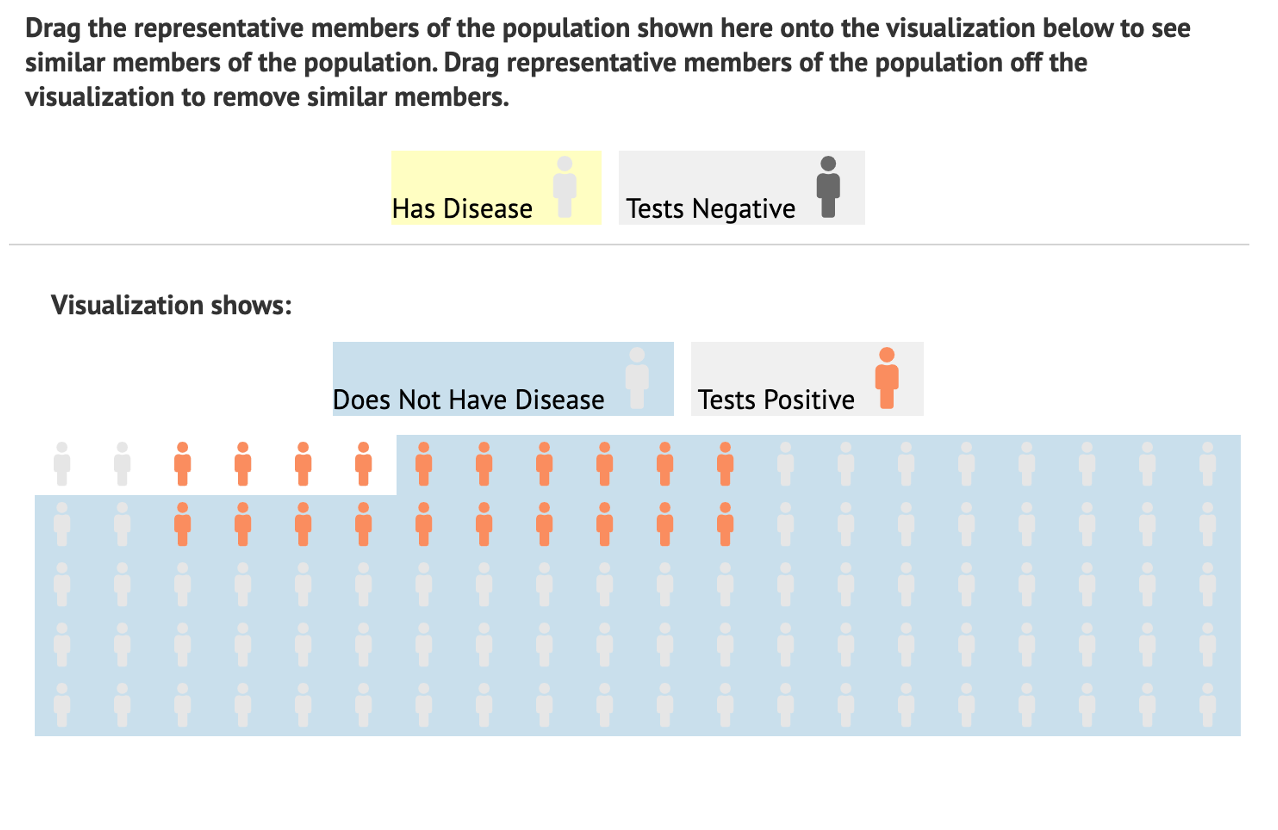 Drag the representative members of the population shown here onto the visualization below to see
similar members of the population. Drag representative members of the population off the
visualization to remove similar members.
Has Disease
Tests Negative
Visualization shows:
Does Not Have Disease
Tests Positive